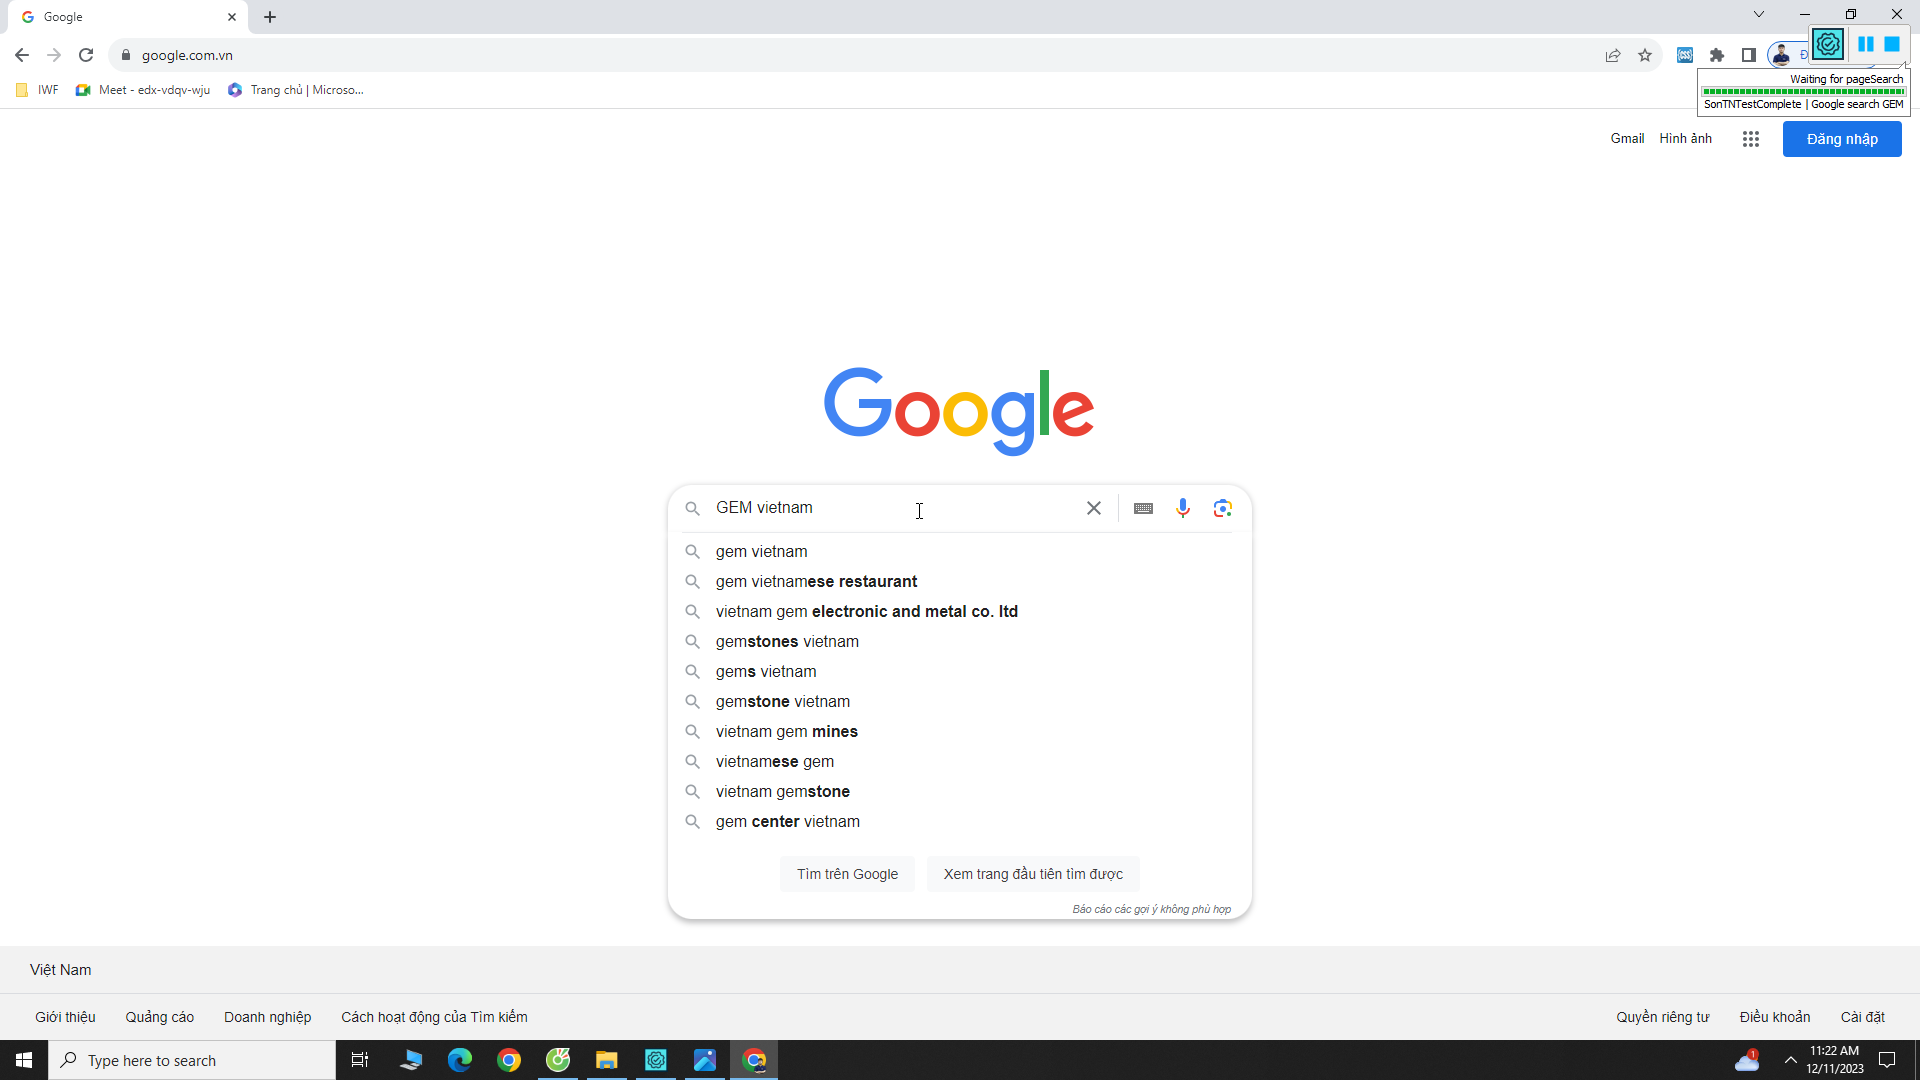 Google
google.com.vn
IWF
Meet - edx-vdqv-wju
Trang chủ | Microso...
Waiting for pageSearch
SonTNTestComplete | Google search GEM
Gmail
Hình ảnh
Đăng nhập
Google
GEM vietnam
gem vietnam
gem vietnamese restaurant
vietnam gem electronic and metal co. ltd
gemstones vietnam
gems vietnam
gemstone vietnam
vietnam gem mines
vietnamese gem
vietnam gemstone
gem center vietnam
Tìm trên Google
Xem trang đầu tiên tìm được
Báo cáo các gợi ý không phù hợp
Việt Nam
Giới thiệu
Quảng cáo
Doanh nghiệp
Cách hoạt động của Tìm kiếm
Quyền riêng tư
Điều khoản
Cài đặt
Type here to search
1
11:22 AM
12/11/2023